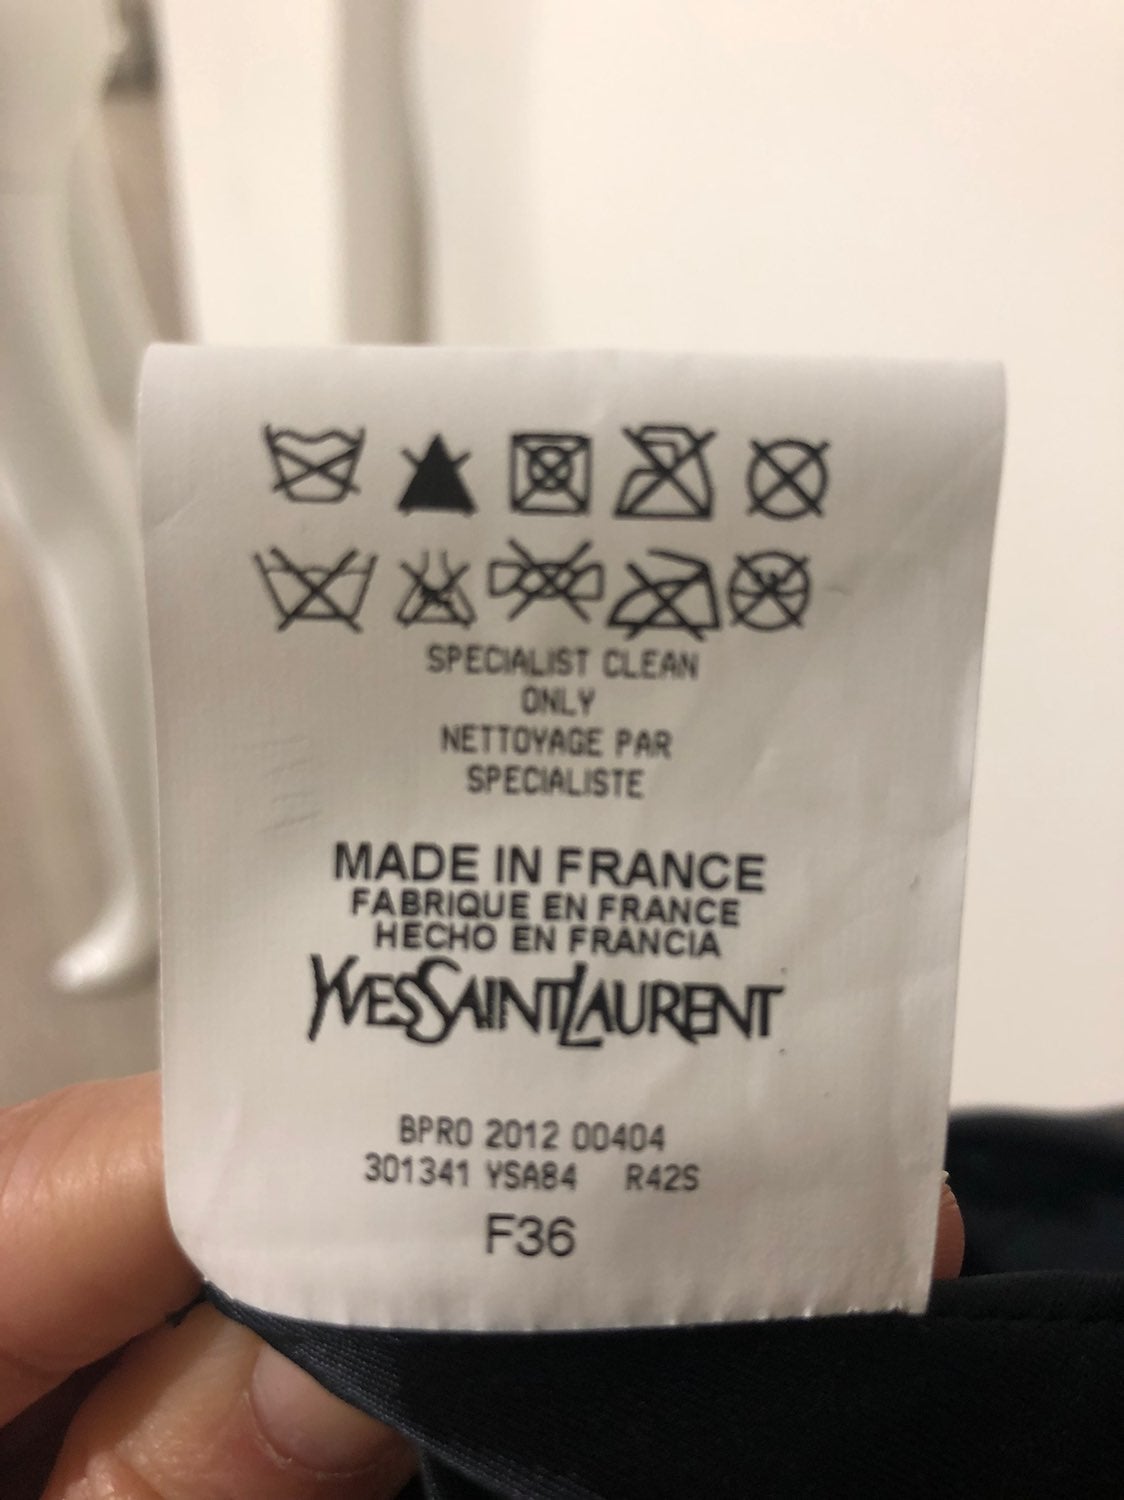 SPECIALIST CLEAN
ONLY
NETTOYAGE PAR
SPECIALISTE
MADE IN FRANCE
FABRIQUE EN FRANCE
HECHO EN FRANCIA
YVESSAINTLAURENT
BPRO 2012 00404
301341 YSA84 R42S
F36